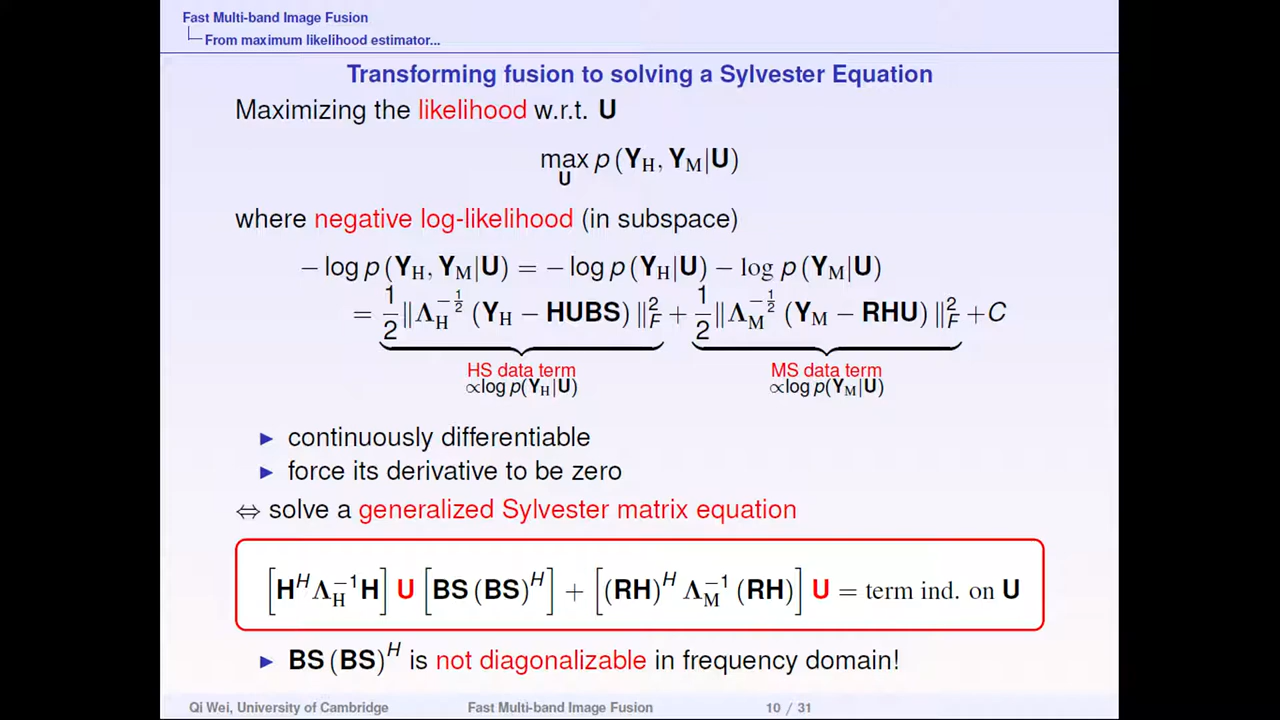 Fast Multi-band Image Fusion
From maximum likelihood estimator...
Transforming fusion to solving a Sylvester Equation
Maximizing the likelihood w.r.t. U
max p (Y_H, Y_M|U)
U
where negative log-likelihood (in subspace)
− log p (Y_H, Y_M|U) = − log p (Y_H|U) − log p (Y_M|U)
= 1/2 ‖Λ_H^{-1/2} (Y_H − HUBS)‖_F^2 + 1/2 ‖Λ_M^{-1/2} (Y_M − RHU)‖_F^2 + C
HS data term MS data term
∝log p(Y_H|U) ∝log p(Y_M|U)
▶ continuously differentiable
▶ force its derivative to be zero
⇔ solve a generalized Sylvester matrix equation
[H^H Λ_H^{-1} H] U [BS (BS)^H] + [(RH)^H Λ_M^{-1} (RH)] U = term ind. on U
▶ BS (BS)^H is not diagonalizable in frequency domain!
Qi Wei, University of Cambridge Fast Multi-band Image Fusion 10 / 31